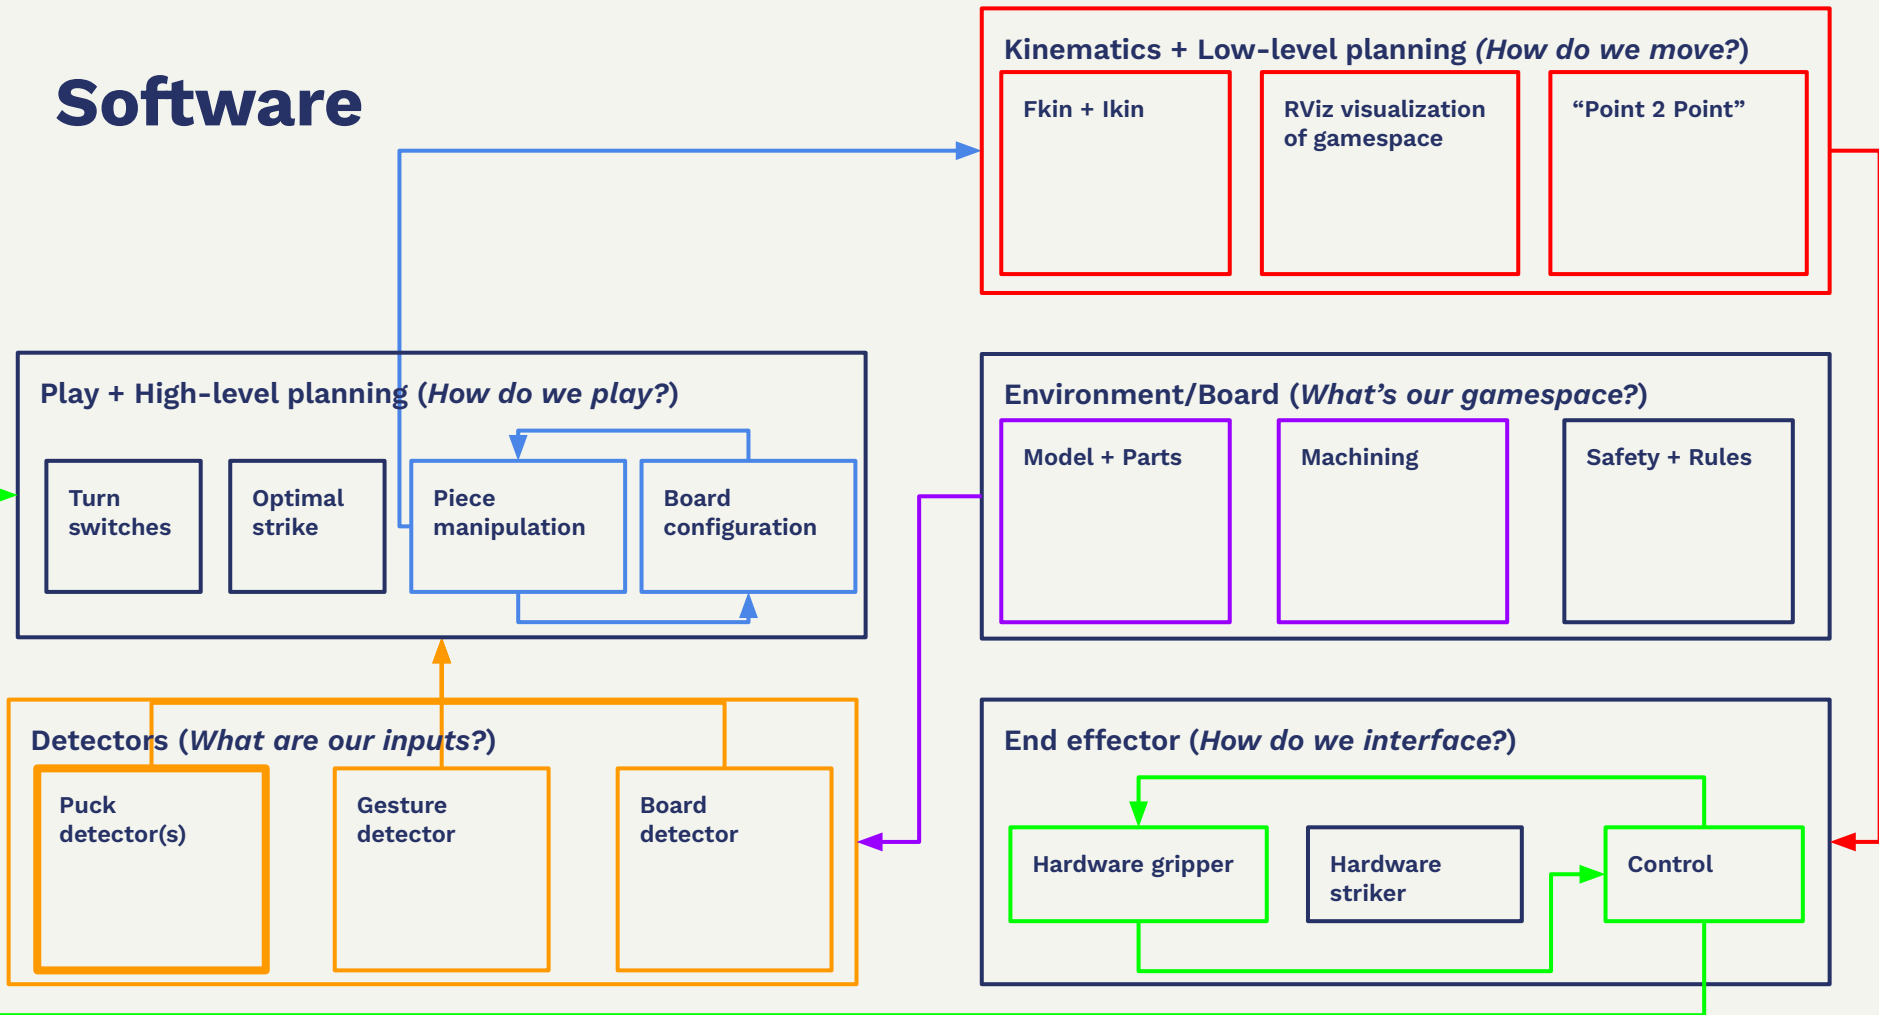 Software
Kinematics + Low-level planning (How do we move?)
Fkin + Ikin
RViz visualization
of gamespace
“Point 2 Point”
Play + High-level planning (How do we play?)
Turn
switches
Optimal
strike
Piece
manipulation
Board
configuration
Environment/Board (What’s our gamespace?)
Model + Parts
Machining
Safety + Rules
Detectors (What are our inputs?)
Puck
detector(s)
Gesture
detector
Board
detector
End effector (How do we interface?)
Hardware gripper
Hardware
striker
Control